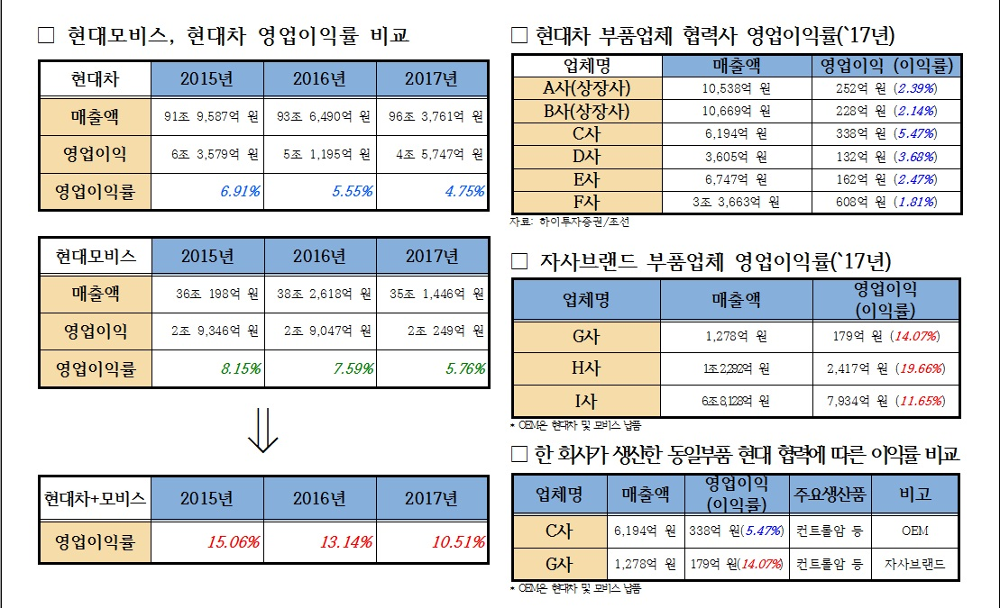 □ 현대모비스, 현대차 영업이익률 비교
현대차 2015년 2016년 2017년
매출액 91조 9,587억 원 93조 6,490억 원 96조 3,761억 원
영업이익 6조 3,579억 원 5조 1,195억 원 4조 5,747억 원
영업이익률 6.91% 5.55% 4.75%
현대모비스 2015년 2016년 2017년
매출액 36조 198억 원 38조 2,618억 원 35조 1,446억 원
영업이익 2조 9,346억 원 2조 9,047억 원 2조 249억 원
영업이익률 8.15% 7.59% 5.76%
⇓
현대차+모비스 2015년 2016년 2017년
영업이익률 15.06% 13.14% 10.51%
□ 현대차 부품업체 협력사 영업이익률(`17년)
업체명 매출액 영업이익 (이익률)
A사(상장사) 10,538억 원 252억 원 (2.39%)
B사(상장사) 10,669억 원 228억 원 (2.14%)
C사 6,194억 원 338억 원 (5.47%)
D사 3,605억 원 132억 원 (3.68%)
E사 6,747억 원 162억 원 (2.47%)
F사 3조 3,663억 원 608억 원 (1.81%)
자료: 하이투자증권/조선
□ 자사브랜드 부품업체 영업이익률(`17년)
업체명 매출액 영업이익
(이익률)
G사 1,278억 원 179억 원 (14.07%)
H사 1조2,292억 원 2,417억 원 (19.66%)
I사 6조8,128억 원 7,934억 원 (11.65%)
* OEM은 현대차 및 모비스 납품
□ 한 회사가 생신한 동일부품 현대 협력에 따른 이익률 비교
업체명 매출액 영업이익
(이익률) 주요생산품 비고
C사 6,194억 원 338억 원(5.47%) 컨트롤암 등 OEM
G사 1,278억 원 179억 원(14.07%) 컨트롤암 등 자사브랜드
* OEM은 현대차 및 모비스 납품